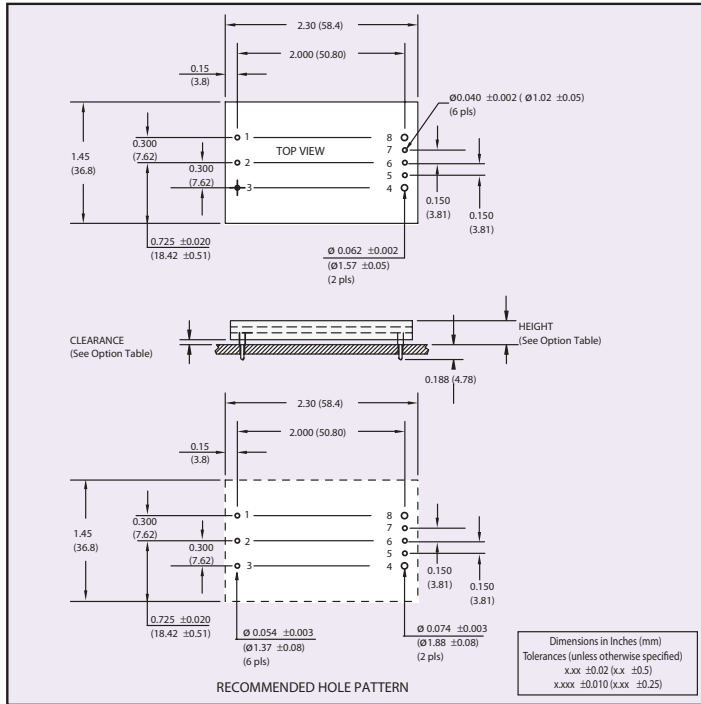 2.30 (58.4)
2.000 (50.80)
0.15
(3.8)
Ø0.040 ±0.002 ( Ø1.02 ±0.05)
(6 pls)
1.45
(36.8)
0.300
(7.62)
0.300
(7.62)
1
2
3
TOP VIEW
8
7
6
5
4
0.150
(3.81)
0.150
(3.81)
0.725 ±0.020
(18.42 ±0.51)
Ø 0.062 ±0.002
(Ø1.57 ±0.05)
(2 pls)
CLEARANCE
(See Option Table)
HEIGHT
(See Option Table)
0.188 (4.78)
2.30 (58.4)
2.000 (50.80)
0.15
(3.8)
1.45
(36.8)
0.300
(7.62)
0.300
(7.62)
1
2
3
8
7
6
5
4
0.150
(3.81)
0.150
(3.81)
0.725 ±0.020
(18.42 ±0.51)
Ø 0.054 ±0.003
(Ø1.37 ±0.08)
(6 pls)
Ø 0.074 ±0.003
(Ø1.88 ±0.08)
(2 pls)
RECOMMENDED HOLE PATTERN
Dimensions in Inches (mm)
Tolerances (unless otherwise specified)
x.xx ±0.02 (x.x ±0.5)
x.xxx ±0.010 (x.xx ±0.25)